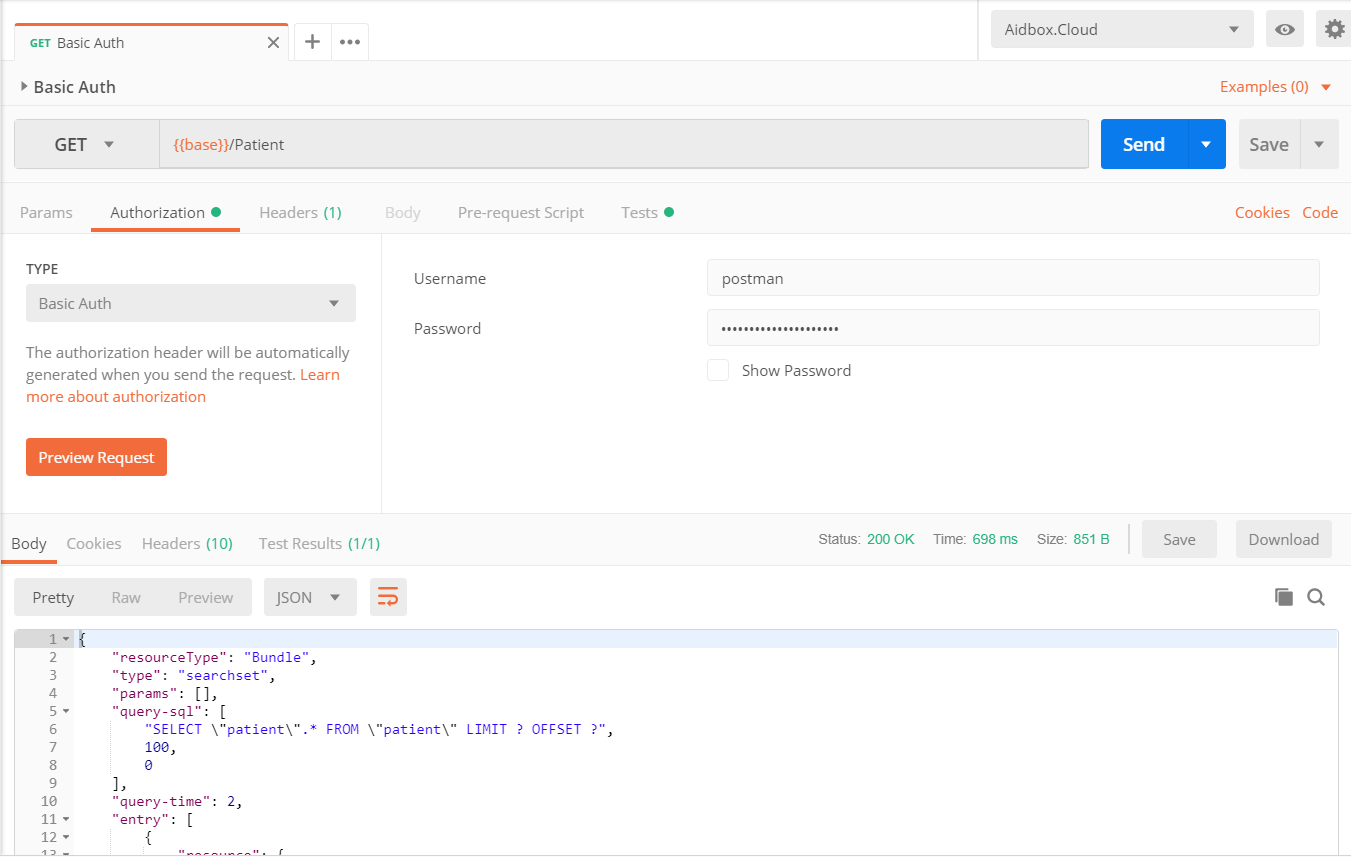 GET Basic Auth
Aidbox.Cloud
Basic Auth
Examples (0)
GET
{{base}}/Patient
Send
Save
Params
Authorization
Headers (1)
Body
Pre-request Script
Tests
Cookies
Code
TYPE
Basic Auth
The authorization header will be automatically
generated when you send the request. Learn
more about authorization
Preview Request
Username
postman
Password
•••••••••••••••••••••
Show Password
Body
Cookies
Headers (10)
Test Results (1/1)
Status: 200 OK
Time: 698 ms
Size: 851 B
Save
Download
Pretty
Raw
Preview
JSON
1 {
2 "resourceType": "Bundle",
3 "type": "searchset",
4 "params": [],
5 "query-sql": [
6 "SELECT \"patient\".* FROM \"patient\" LIMIT ? OFFSET ?",
7 100,
8 0
9 ],
10 "query-time": 2,
11 "entry": [
12 {
13 "resource": {